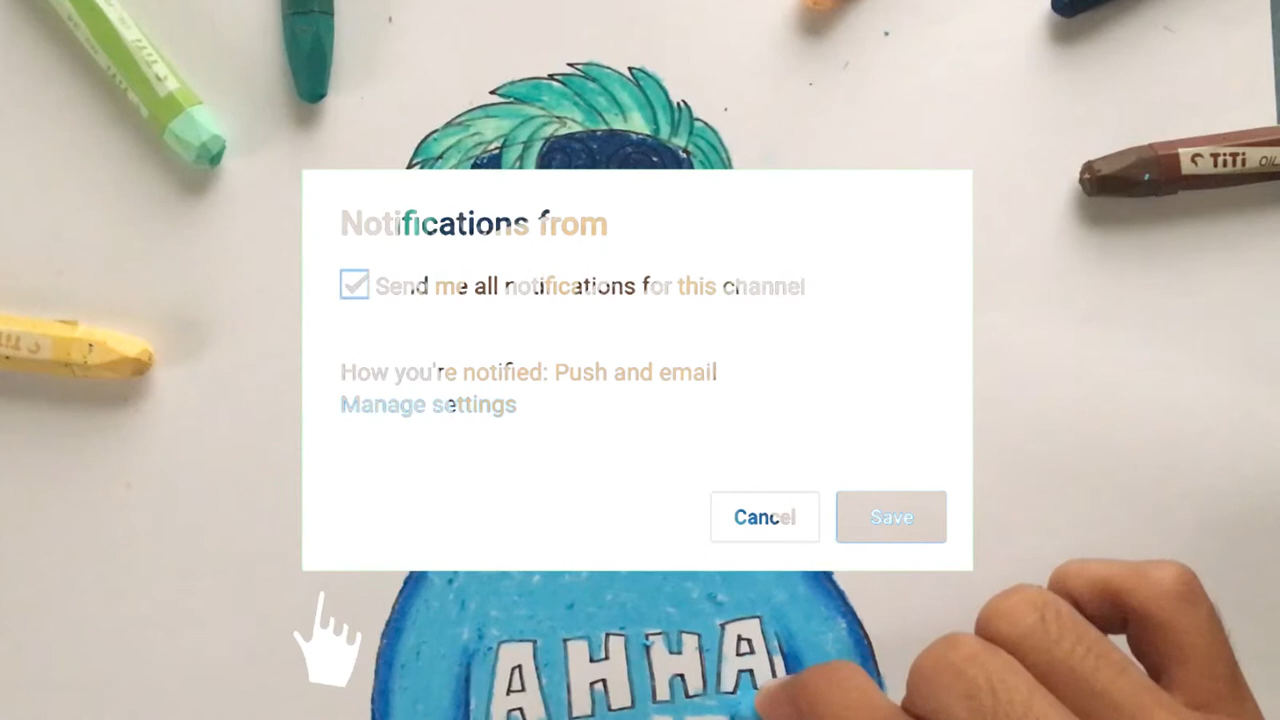 TiTi OIL
Notifications from
Send me all notifications for this channel
How you're notified: Push and email
Manage settings
Cancel
Save
AHHA